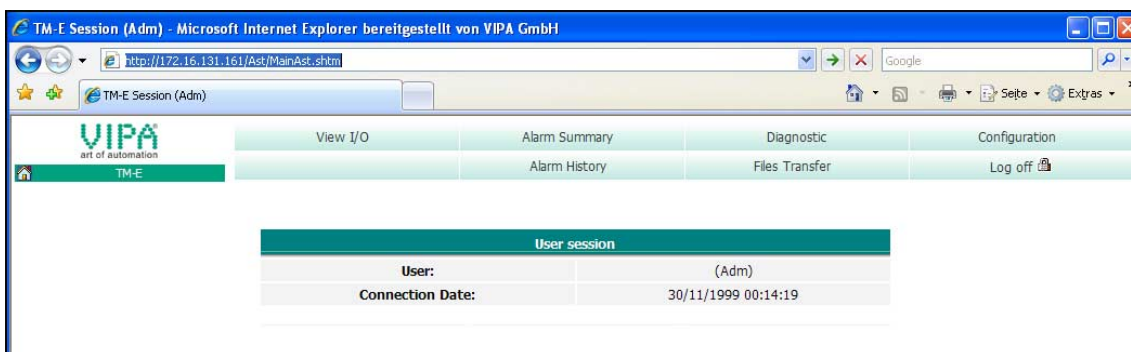 TM-E Session (Adm) - Microsoft Internet Explorer bereitgestellt von VIPA GmbH
http://172.16.131.161/Ast/MainAst.shtm
Google
TM-E Session (Adm)
Seite
Extras
VIPA
art of automation
TM-E
View I/O Alarm Summary Diagnostic Configuration
Alarm History Files Transfer Log off
User session
User: (Adm)
Connection Date: 30/11/1999 00:14:19